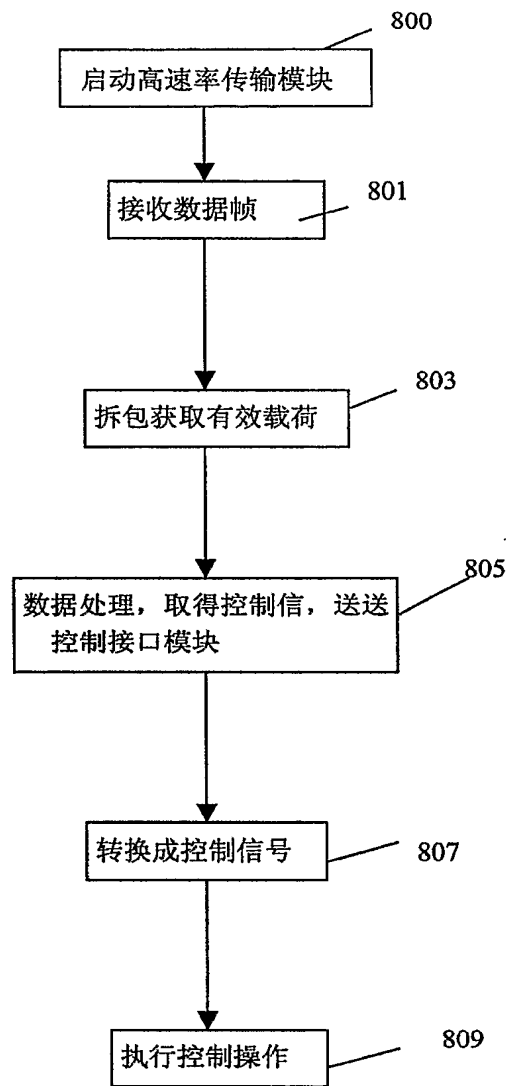 800
启动高速率传输模块
801
接收数据帧
803
拆包获取有效载荷
805
数据处理，取得控制信，送送
控制接口模块
转换成控制信号
807
执行控制操作
809